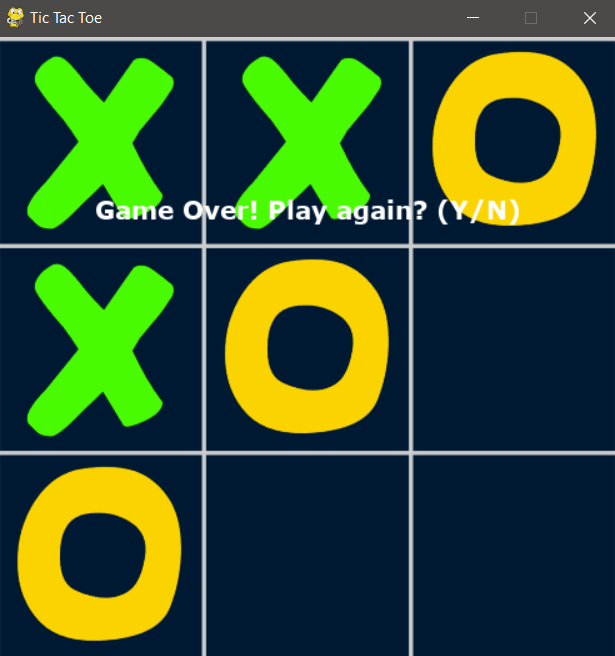 Tic Tac Toe
X X O
Game Over! Play again? (Y/N)
X O
O